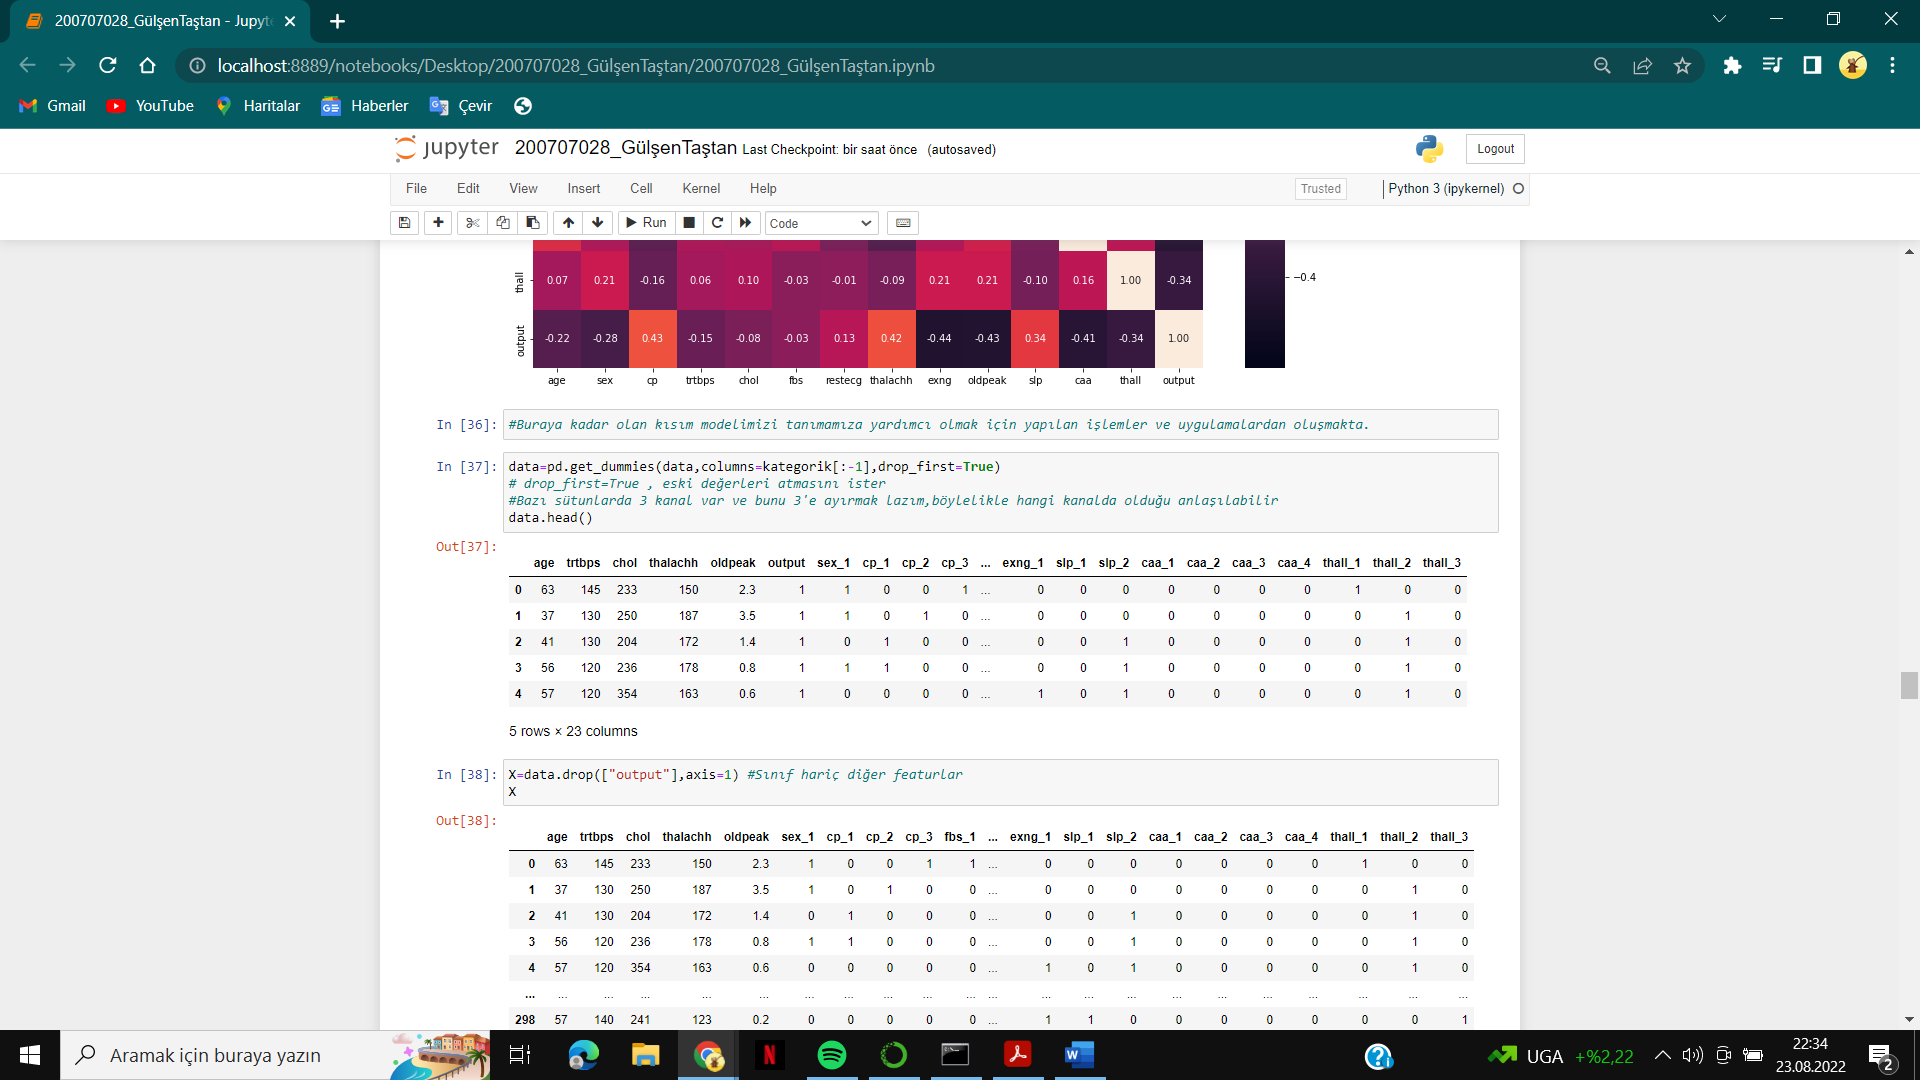 200707028_GülşenTaştan - Jupyt
localhost:8889/notebooks/Desktop/200707028_GülşenTaştan/200707028_GülşenTaştan.ipynb
Gmail YouTube Haritalar Haberler Çevir
jupyter 200707028_GülşenTaştan Last Checkpoint: bir saat önce (autosaved) Logout
File Edit View Insert Cell Kernel Help Trusted Python 3 (ipykernel)
Run Code
thall 0.07 0.21 -0.16 0.06 0.10 -0.03 -0.01 -0.09 0.21 0.21 -0.10 0.16 1.00 -0.34 −0.4
output -0.22 -0.28 0.43 -0.15 -0.08 -0.03 0.13 0.42 -0.44 -0.43 0.34 -0.41 -0.34 1.00
age sex cp trtbps chol fbs restecg thalachh exng oldpeak slp caa thall output
In [36]: #Buraya kadar olan kısım modelimizi tanımamıza yardımcı olmak için yapılan işlemler ve uygulamalardan oluşmakta.
In [37]: data=pd.get_dummies(data,columns=kategorik[:-1],drop_first=True)
# drop_first=True , eski değerleri atmasını ister
#Bazı sütunlarda 3 kanal var ve bunu 3'e ayırmak lazım,böylelikle hangi kanalda olduğu anlaşılabilir
data.head()
Out[37]:
age trtbps chol thalachh oldpeak output sex_1 cp_1 cp_2 cp_3 ... exng_1 slp_1 slp_2 caa_1 caa_2 caa_3 caa_4 thall_1 thall_2 thall_3
0 63 145 233 150 2.3 1 1 0 0 1 ... 0 0 0 0 0 0 0 1 0 0
1 37 130 250 187 3.5 1 1 0 1 0 ... 0 0 0 0 0 0 0 0 1 0
2 41 130 204 172 1.4 1 0 1 0 0 ... 0 0 1 0 0 0 0 0 1 0
3 56 120 236 178 0.8 1 1 1 0 0 ... 0 0 1 0 0 0 0 0 1 0
4 57 120 354 163 0.6 1 0 0 0 0 ... 1 0 1 0 0 0 0 0 1 0
5 rows × 23 columns
In [38]: X=data.drop(["output"],axis=1) #Sınıf hariç diğer featurlar
X
Out[38]:
age trtbps chol thalachh oldpeak sex_1 cp_1 cp_2 cp_3 fbs_1 ... exng_1 slp_1 slp_2 caa_1 caa_2 caa_3 caa_4 thall_1 thall_2 thall_3
0 63 145 233 150 2.3 1 0 0 1 1 ... 0 0 0 0 0 0 0 1 0 0
1 37 130 250 187 3.5 1 0 1 0 0 ... 0 0 0 0 0 0 0 0 1 0
2 41 130 204 172 1.4 0 1 0 0 0 ... 0 0 1 0 0 0 0 0 1 0
3 56 120 236 178 0.8 1 1 0 0 0 ... 0 0 1 0 0 0 0 0 1 0
4 57 120 354 163 0.6 0 0 0 0 0 ... 1 0 1 0 0 0 0 0 1 0
... ... ... ... ... ... ... ... ... ... ... ... ... ... ... ... ... ... ... ... ... ...
298 57 140 241 123 0.2 0 0 0 0 0 ... 1 1 0 0 0 0 0 0 0 1
Aramak için buraya yazın UGA +%2,22 22:34
23.08.2022 2